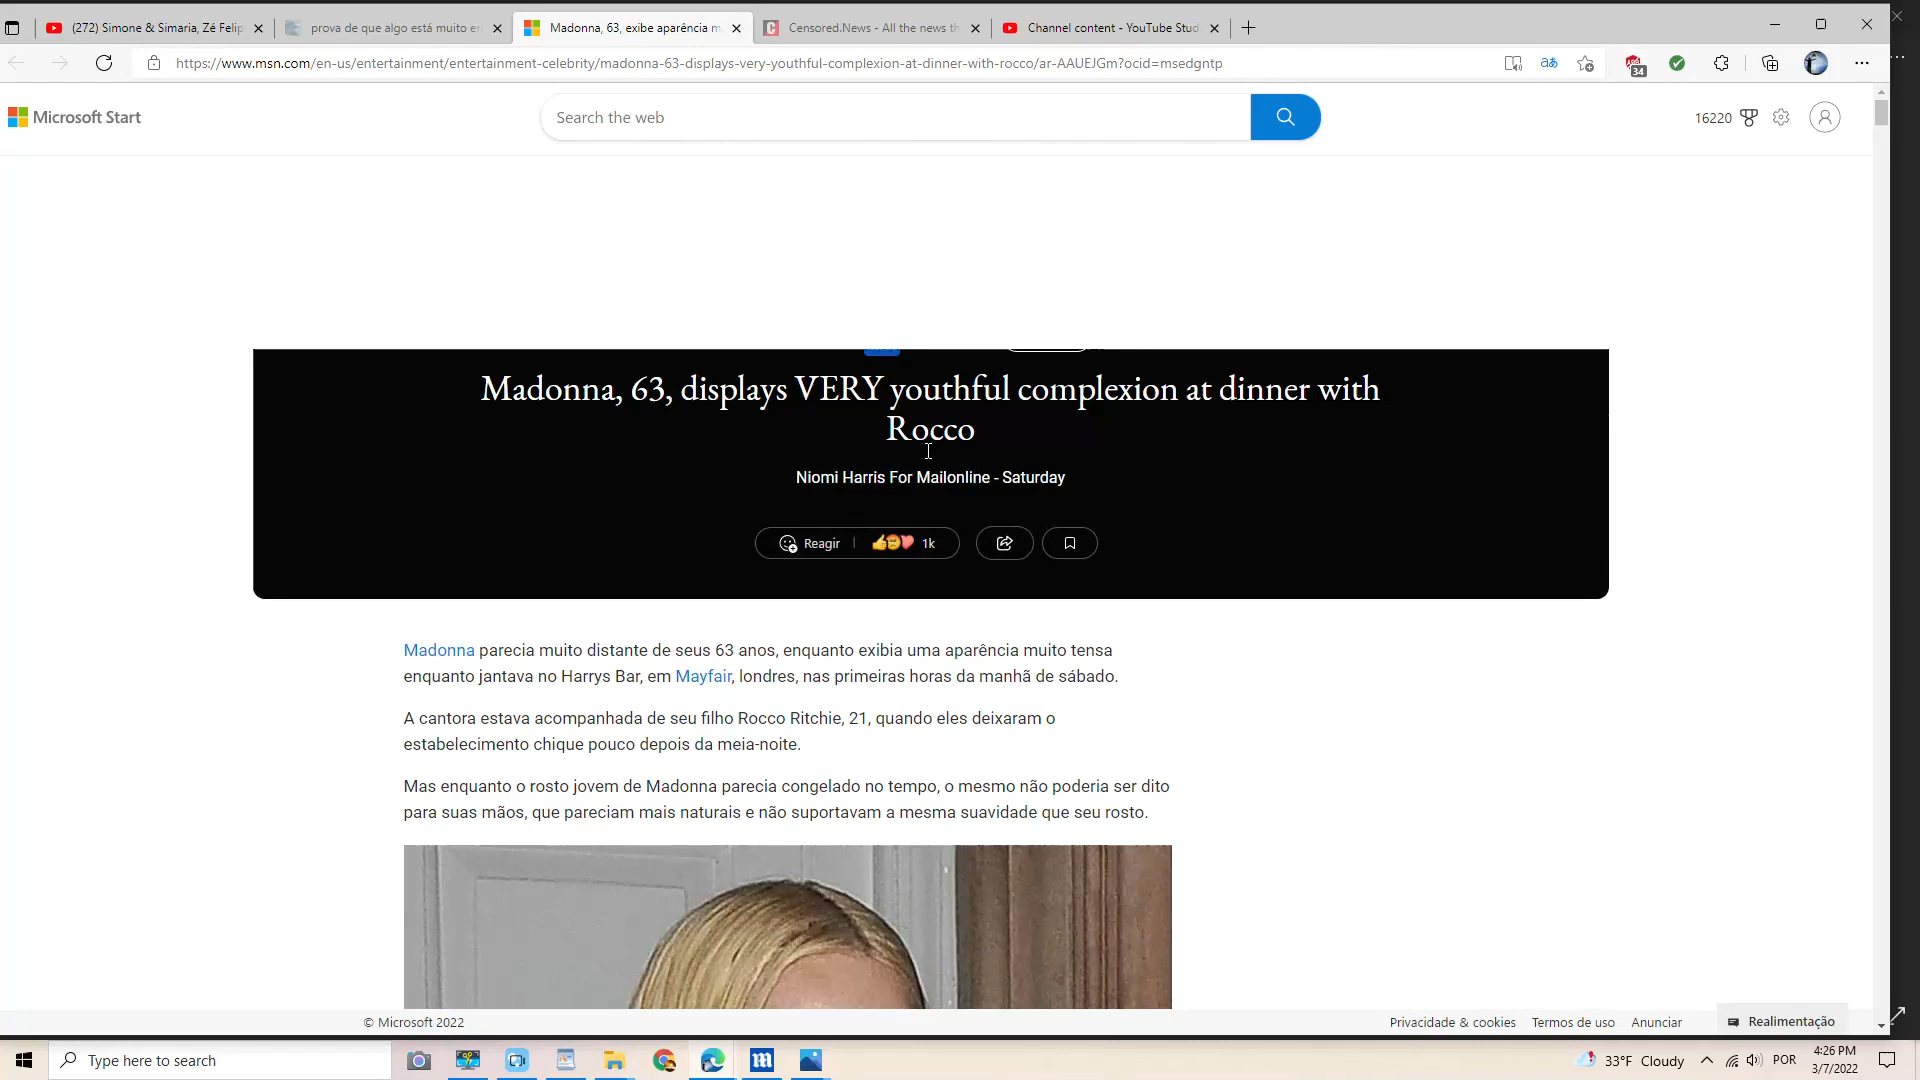 (272) Simone & Simaria, Zé Felip
prova de que algo está muito er
Madonna, 63, exibe aparência m
Censored.News - All the news th
Channel content - YouTube Stud
https://www.msn.com/en-us/entertainment/entertainment-celebrity/madonna-63-displays-very-youthful-complexion-at-dinner-with-rocco/ar-AAUEJGm?ocid=msedgntp
34
Microsoft Start
Search the web
16220
Madonna, 63, displays VERY youthful complexion at dinner with
Rocco
Niomi Harris For Mailonline - Saturday
Reagir
1k
Madonna parecia muito distante de seus 63 anos, enquanto exibia uma aparência muito tensa
enquanto jantava no Harrys Bar, em Mayfair, londres, nas primeiras horas da manhã de sábado.
A cantora estava acompanhada de seu filho Rocco Ritchie, 21, quando eles deixaram o
estabelecimento chique pouco depois da meia-noite.
Mas enquanto o rosto jovem de Madonna parecia congelado no tempo, o mesmo não poderia ser dito
para suas mãos, que pareciam mais naturais e não suportavam a mesma suavidade que seu rosto.
© Microsoft 2022
Privacidade & cookies
Termos de uso
Anunciar
Realimentação
Type here to search
33°F Cloudy
POR
4:26 PM
3/7/2022